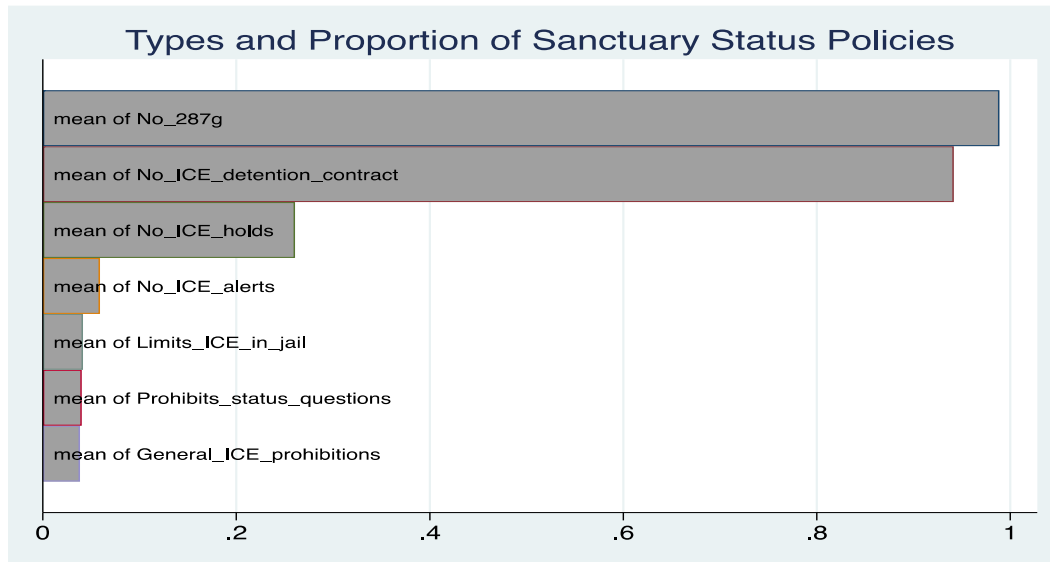 Types and Proportion of Sanctuary Status Policies
mean of No_287g
mean of No_ICE_detention_contract
mean of No_ICE_holds
mean of No_ICE_alerts
mean of Limits_ICE_in_jail
mean of Prohibits_status_questions
mean of General_ICE_prohibitions
0 .2 .4 .6 .8 1